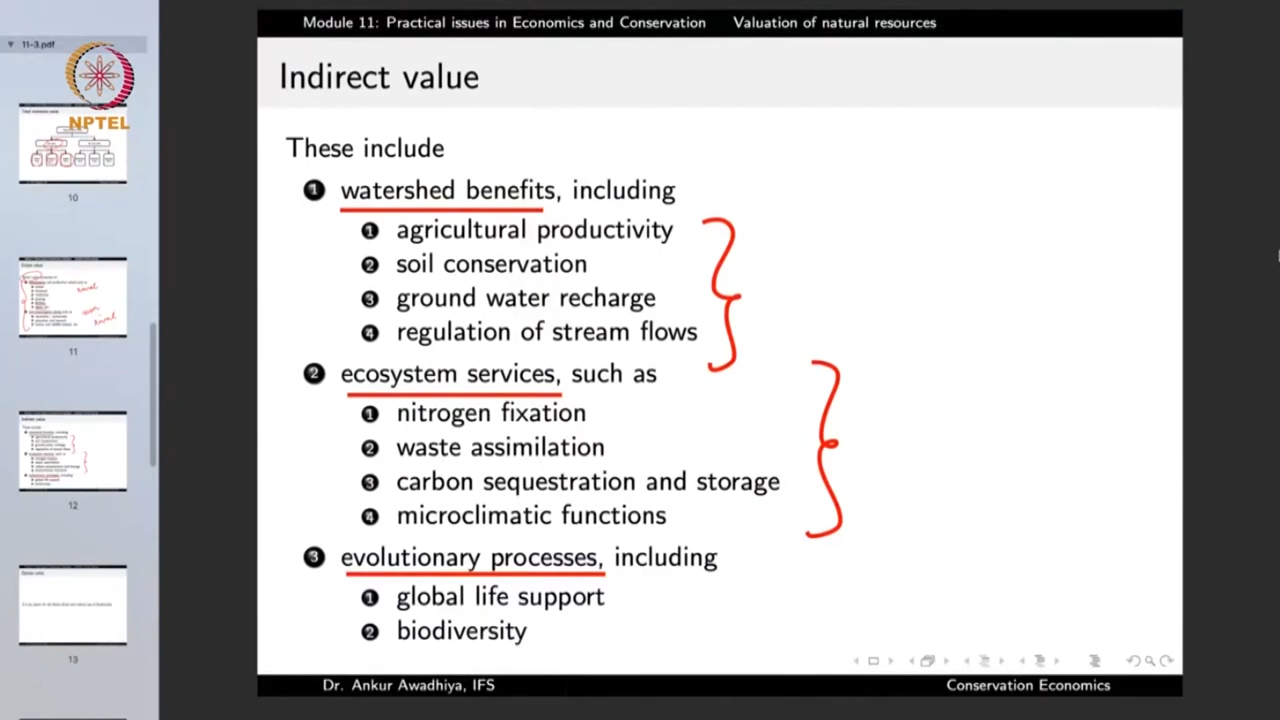 Module 11: Practical issues in Economics and Conservation Valuation of natural resources
11-3.pdf
NPTEL
10
11
12
13
Indirect value
These include
1 watershed benefits, including
1 agricultural productivity
2 soil conservation
3 ground water recharge
4 regulation of stream flows
2 ecosystem services, such as
1 nitrogen fixation
2 waste assimilation
3 carbon sequestration and storage
4 microclimatic functions
3 evolutionary processes, including
1 global life support
2 biodiversity
Dr. Ankur Awadhiya, IFS Conservation Economics